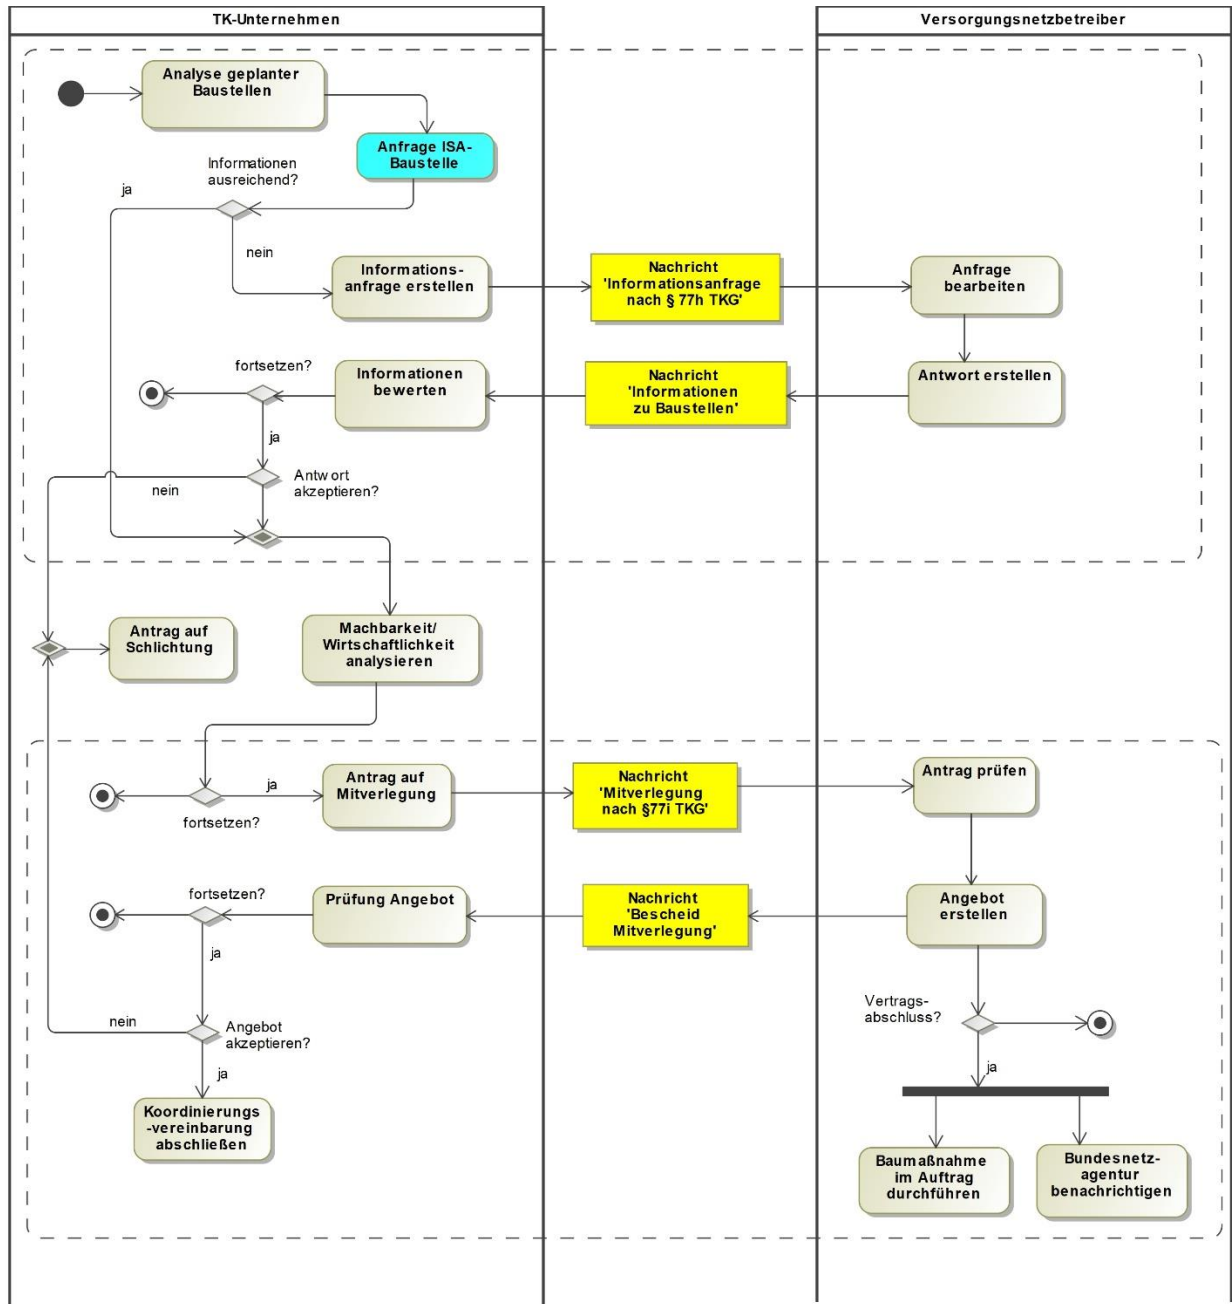 TK-Unternehmen
Versorgungsnetzbetreiber
Analyse geplanter
Baustellen
Anfrage ISA-
Baustelle
Informationen
ausreichend?
ja
nein
Informations-
anfrage erstellen
Nachricht
'Informationsanfrage
nach § 77h TKG'
Anfrage
bearbeiten
fortsetzen?
Informationen
bewerten
Nachricht
'Informationen
zu Baustellen'
Antwort erstellen
ja
Antwort
akzeptieren?
nein
Antrag auf
Schlichtung
Machbarkeit/
Wirtschaftlichkeit
analysieren
ja
fortsetzen?
Antrag auf
Mitverlegung
Nachricht
'Mitverlegung
nach §77i TKG'
Antrag prüfen
fortsetzen?
Prüfung Angebot
Nachricht
'Bescheid
Mitverlegung'
Angebot
erstellen
ja
nein
Angebot
akzeptieren?
ja
Vertrags-
abschluss?
ja
Koordinierungs
-vereinbarung
abschließen
Baumaßnahme
im Auftrag
durchführen
Bundesnetz-
agentur
benachrichtigen